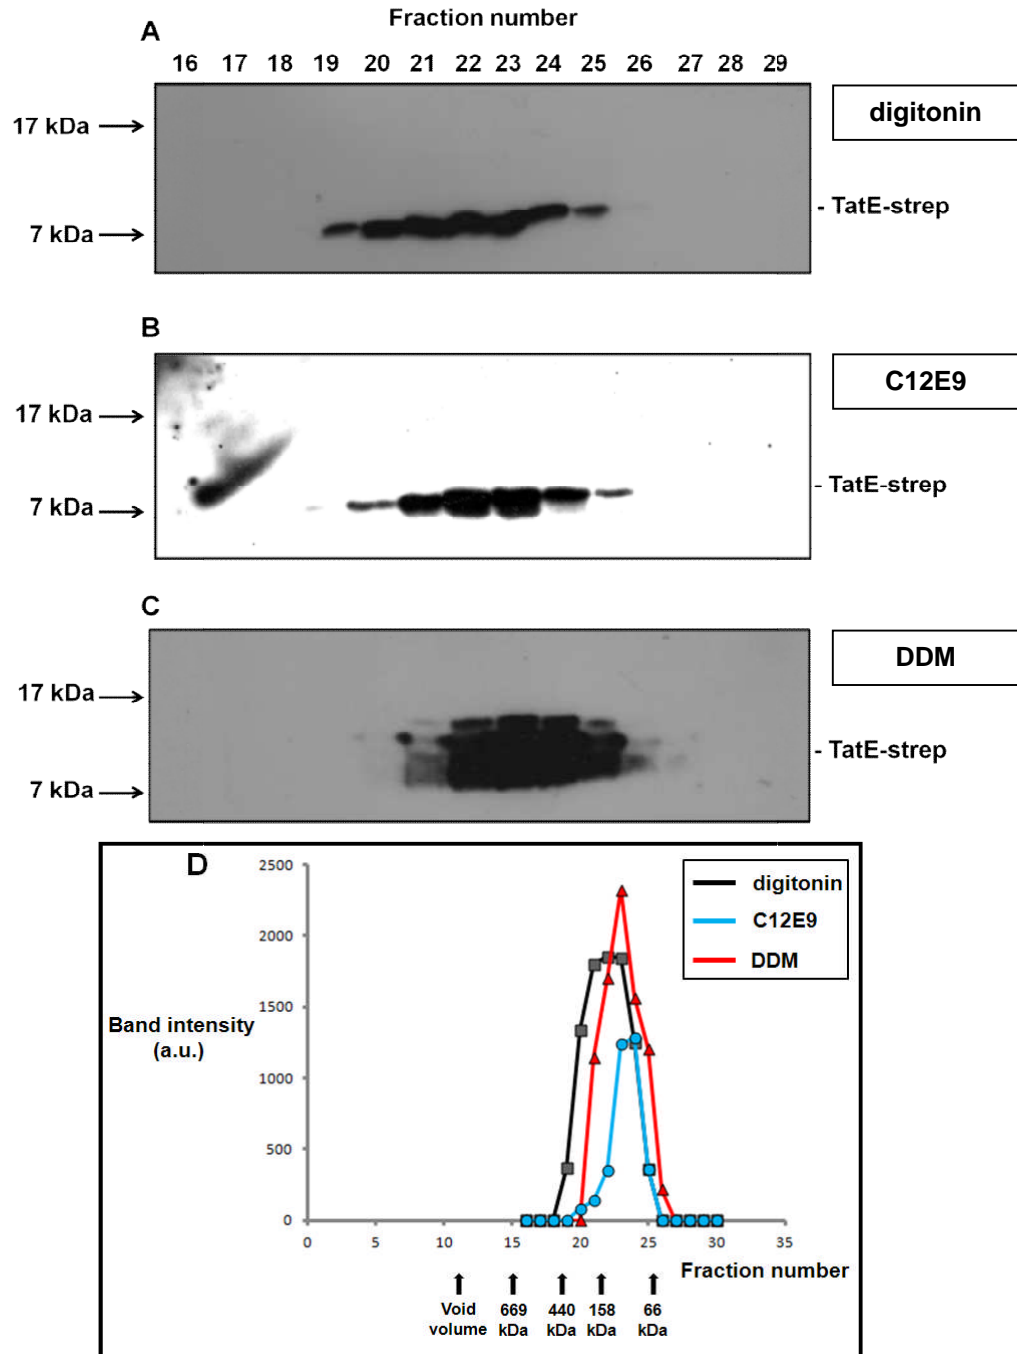 Fraction number
A
16 17 18 19 20 21 22 23 24 25 26 27 28 29
digitonin
17 kDa
- TatE-strep
7 kDa
B
C12E9
17 kDa
- TatE-strep
7 kDa
C
DDM
17 kDa
- TatE-strep
7 kDa
D
2500
2000
1500
1000
500
0
Band intensity
(a.u.)
digitonin
C12E9
DDM
0 5 10 15 20 25 30 35
Fraction number
Void volume
669 kDa
440 kDa
158 kDa
66 kDa